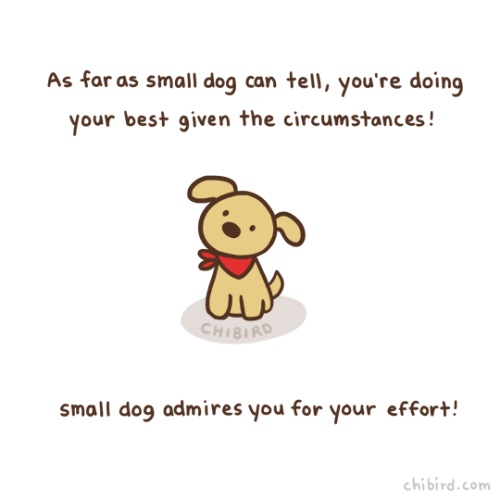 As far as small dog can tell, you're doing
your best given the circumstances!
CHIBIRD
small dog admires you for your effort!
chibird.com